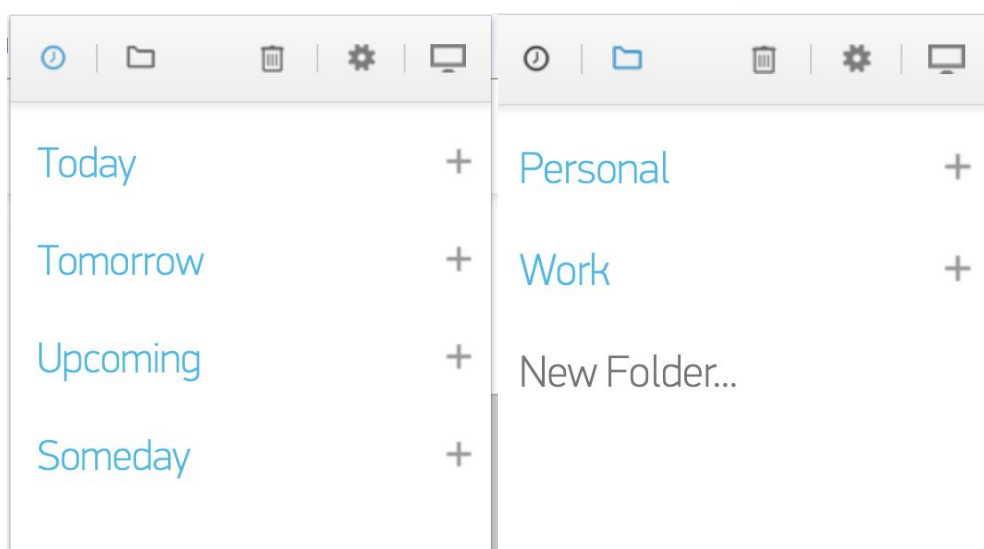 Today
Tomorrow
Upcoming
Someday
Personal
Work
New Folder...